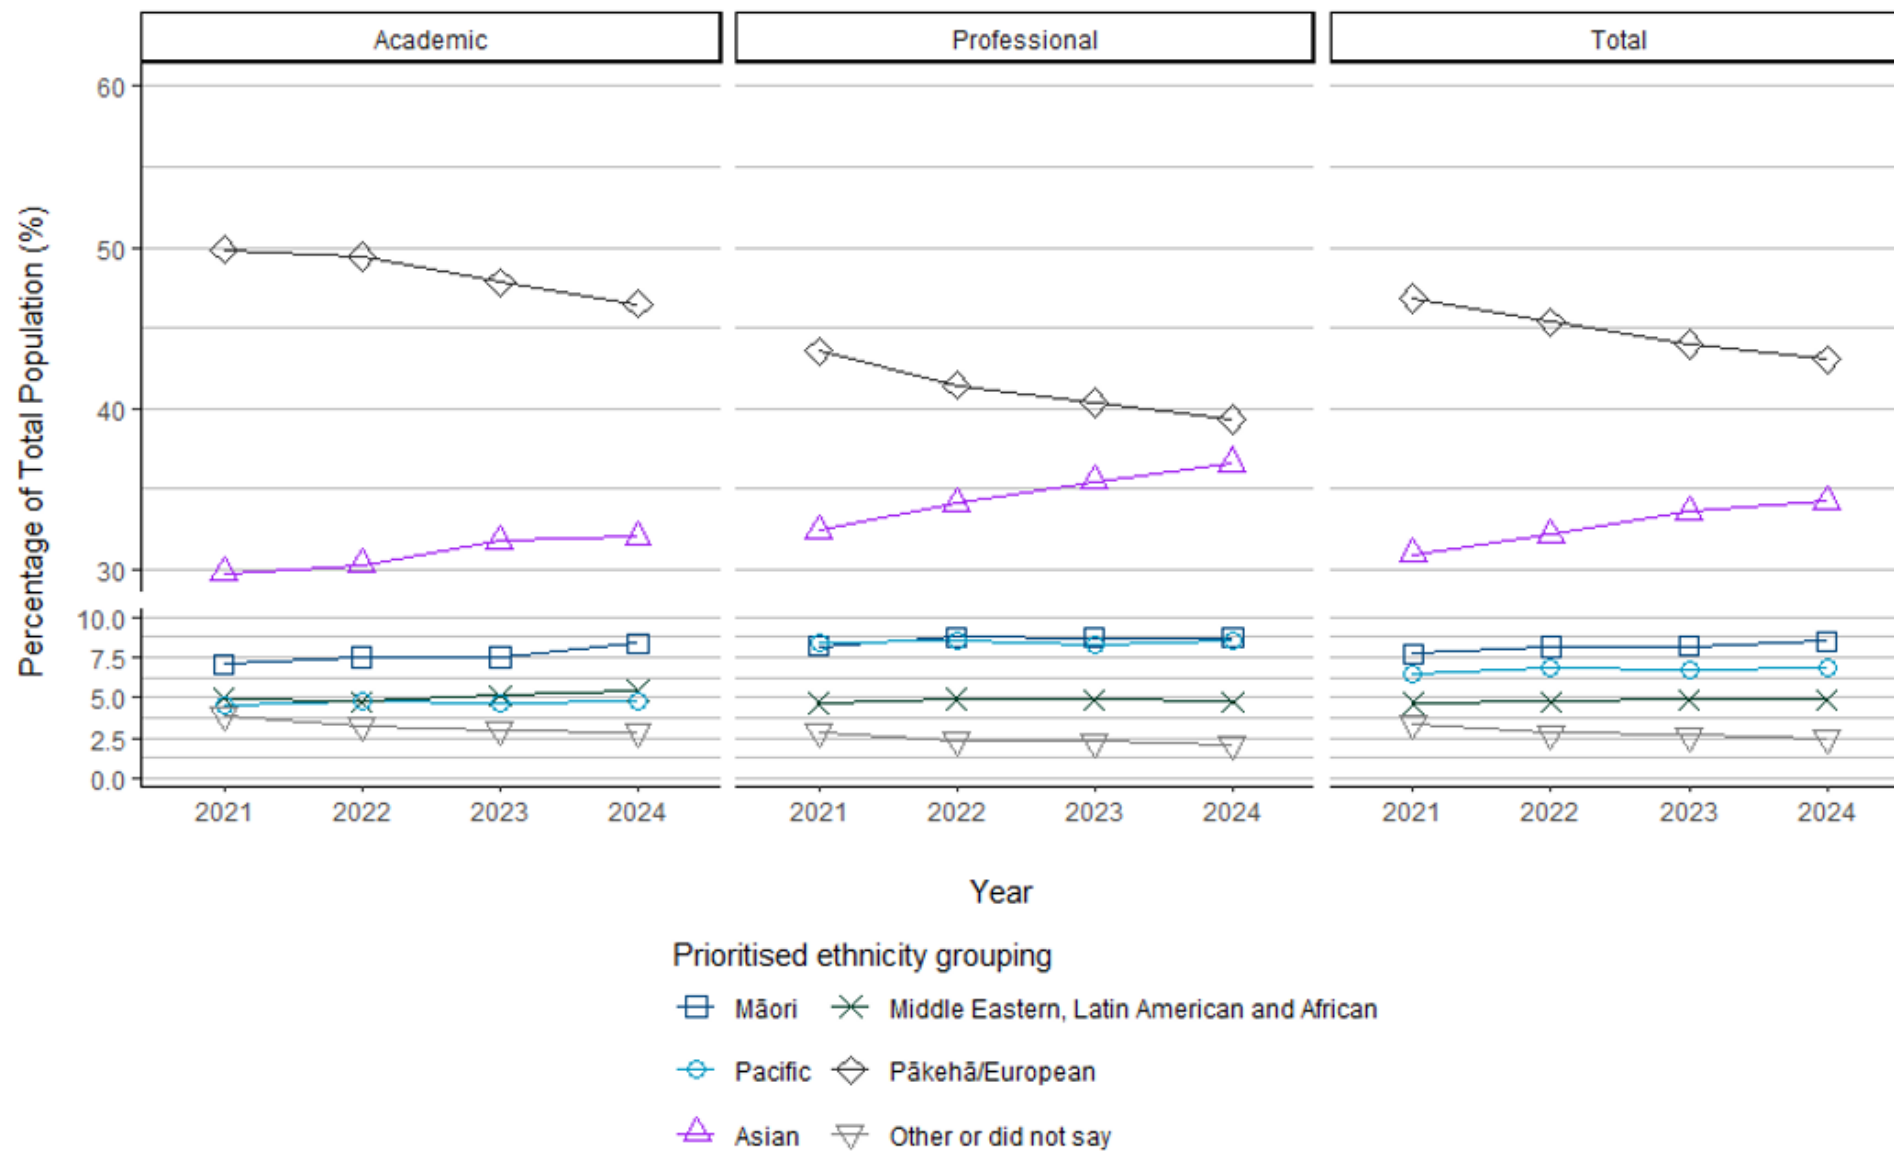 Academic Professional Total
Percentage of Total Population (%)
60
50
40
30
10.0
7.5
5.0
2.5
0.0
2021 2022 2023 2024 2021 2022 2023 2024 2021 2022 2023 2024
Year
Prioritised ethnicity grouping
Māori Middle Eastern, Latin American and African
Pacific Pākehā/European
Asian Other or did not say